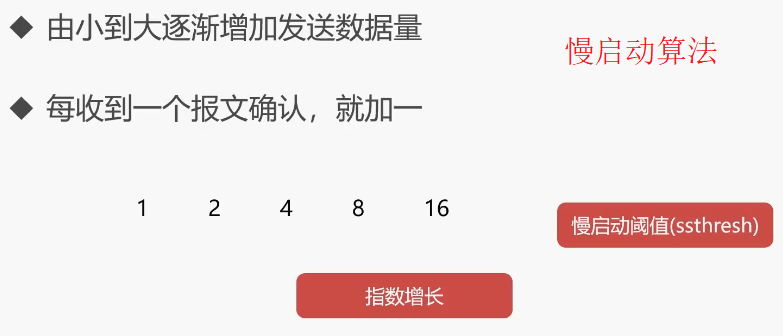 ◆ 由小到大逐渐增加发送数据量
慢启动算法
◆ 每收到一个报文确认，就加一
1 2 4 8 16
慢启动阈值(ssthresh)
指数增长